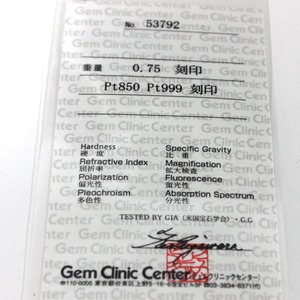 Gem Clinic Center
No. 53792
重量 0.75 刻印
Pt850 Pt999 刻印
Hardness Specific Gravity
硬度 比重
Refractive Index Magnification
屈折率 拡大検査
Polarization Fluorescence
偏光性 蛍光性
Pleochroism Absorption Spectrum
多色性 分光性
TESTED BY GIA (米国宝石学会)・G.G.
Gem Clinic Center